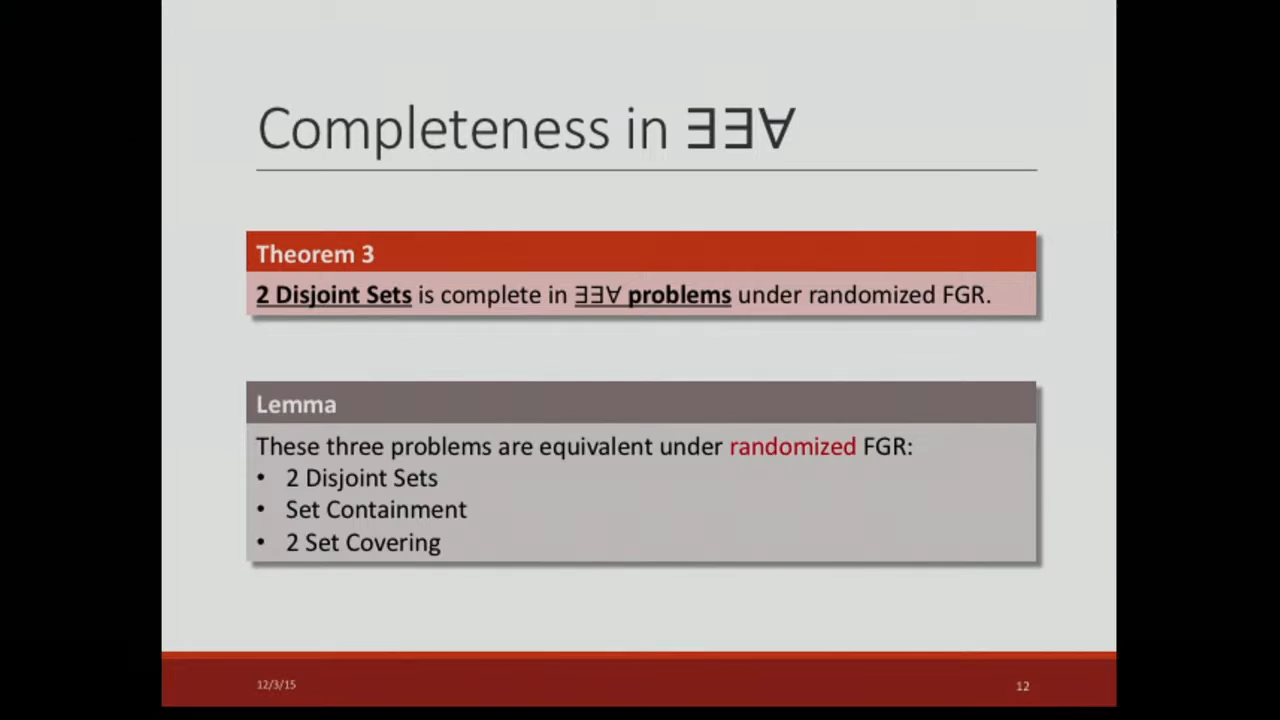 Completeness in ∃∃∀
Theorem 3
2 Disjoint Sets is complete in ∃∃∀ problems under randomized FGR.
Lemma
These three problems are equivalent under randomized FGR:
• 2 Disjoint Sets
• Set Containment
• 2 Set Covering
12/3/15
12